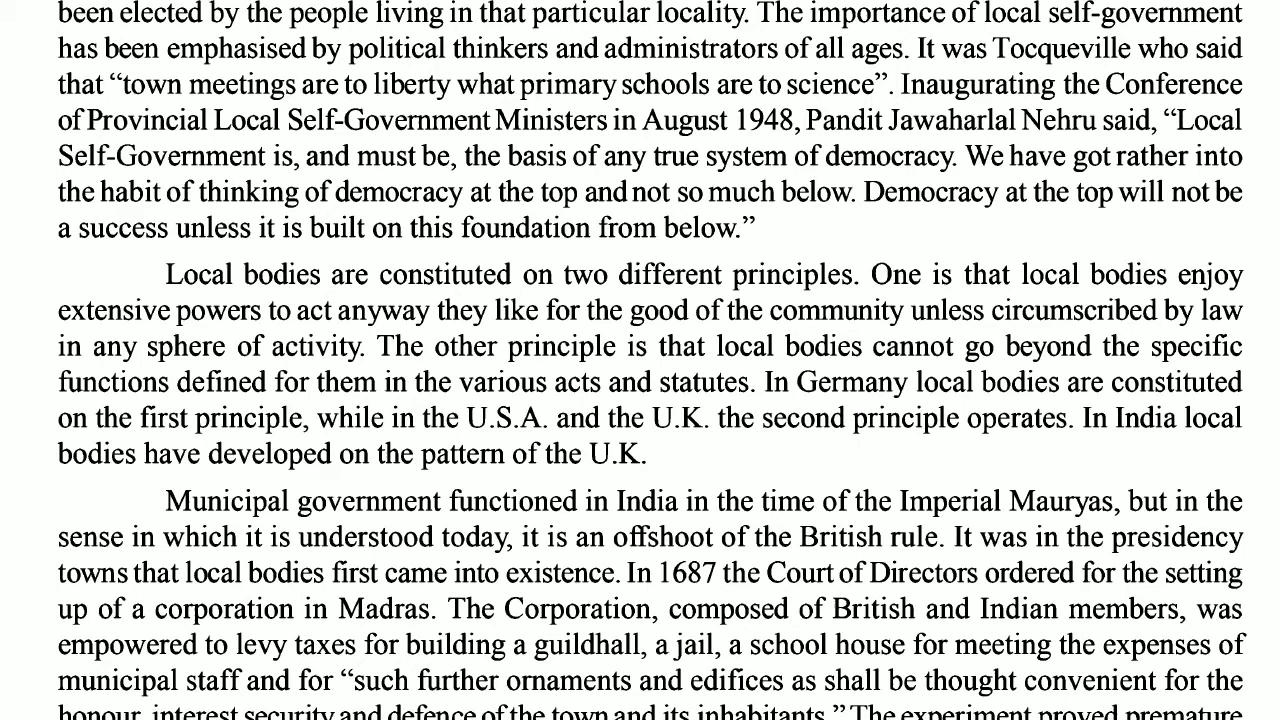 been elected by the people living in that particular locality. The importance of local self-government
has been emphasised by political thinkers and administrators of all ages. It was Tocqueville who said
that “town meetings are to liberty what primary schools are to science”. Inaugurating the Conference
of Provincial Local Self-Government Ministers in August 1948, Pandit Jawaharlal Nehru said, “Local
Self-Government is, and must be, the basis of any true system of democracy. We have got rather into
the habit of thinking of democracy at the top and not so much below. Democracy at the top will not be
a success unless it is built on this foundation from below.”
Local bodies are constituted on two different principles. One is that local bodies enjoy
extensive powers to act anyway they like for the good of the community unless circumscribed by law
in any sphere of activity. The other principle is that local bodies cannot go beyond the specific
functions defined for them in the various acts and statutes. In Germany local bodies are constituted
on the first principle, while in the U.S.A. and the U.K. the second principle operates. In India local
bodies have developed on the pattern of the U.K.
Municipal government functioned in India in the time of the Imperial Mauryas, but in the
sense in which it is understood today, it is an offshoot of the British rule. It was in the presidency
towns that local bodies first came into existence. In 1687 the Court of Directors ordered for the setting
up of a corporation in Madras. The Corporation, composed of British and Indian members, was
empowered to levy taxes for building a guildhall, a jail, a school house for meeting the expenses of
municipal staff and for “such further ornaments and edifices as shall be thought convenient for the
honour, interest security and defence of the town and its inhabitants.” The experiment proved premature